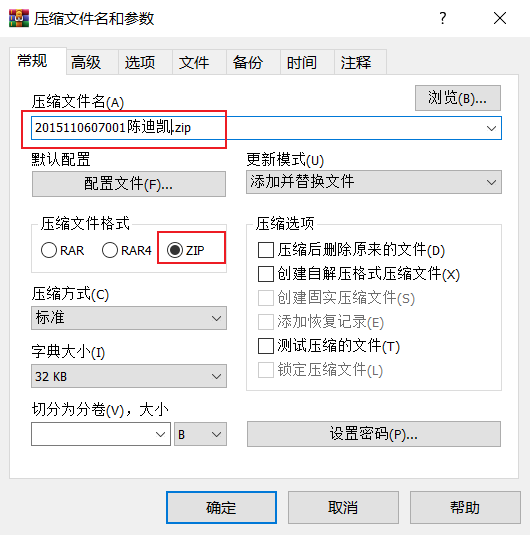 压缩文件名和参数
常规 高级 选项 文件 备份 时间 注释
压缩文件名(A)
浏览(B)...
2015110607001陈迪凯.zip
默认配置
配置文件(F)...
更新模式(U)
添加并替换文件
压缩文件格式
RAR RAR4 ZIP
压缩方式(C)
标准
字典大小(I)
32 KB
切分为分卷(V)，大小
B
压缩选项
压缩后删除原来的文件(D)
创建自解压格式压缩文件(X)
创建固实压缩文件(S)
添加恢复记录(E)
测试压缩的文件(T)
锁定压缩文件(L)
设置密码(P)...
确定 取消 帮助